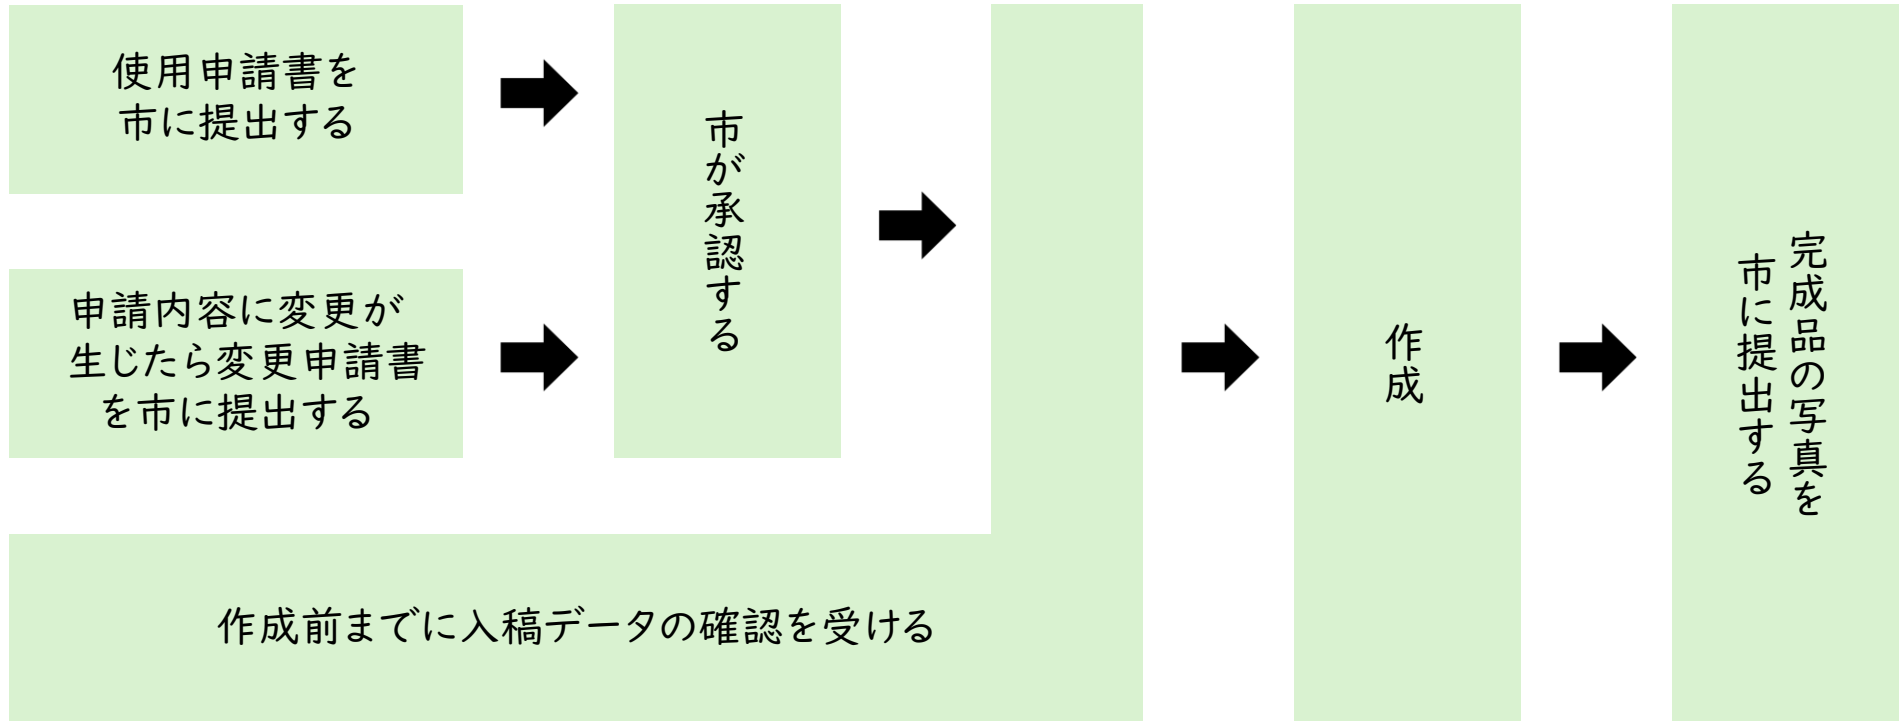 使用申請書を
市に提出する
申請内容に変更が
生じたら変更申請書
を市に提出する
市が承認する
作成前までに入稿データの確認を受ける
作成
完成品の写真を
市に提出する